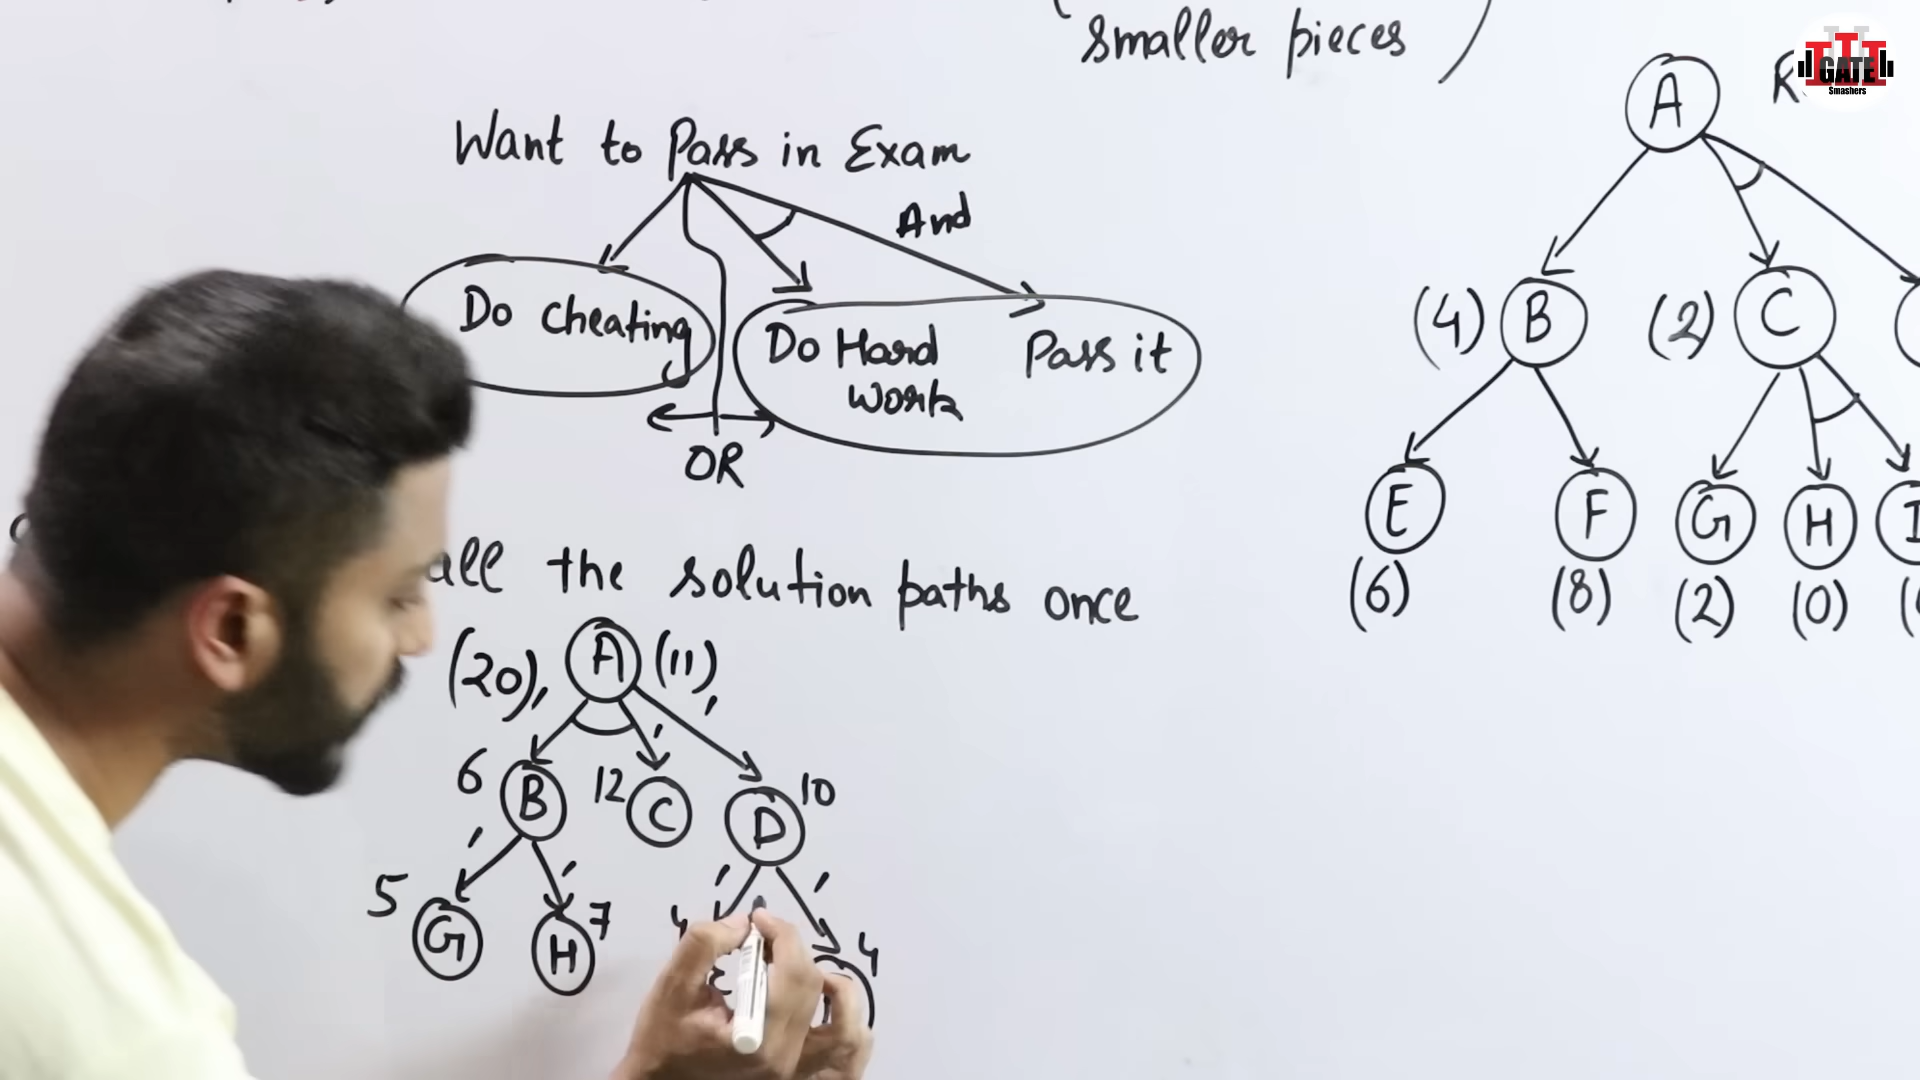 smaller pieces
GATE
Smashers
Want to Pass in Exam
And
Do Cheating
Do Hard
work
Pass it
OR
all the solution paths once
A
(4) B
(2) C
E
F
G
H
I
(6)
(8)
(2)
(0)
(20)
A
(11)
6
B
12
C
D
10
5
G
H
7
4
4